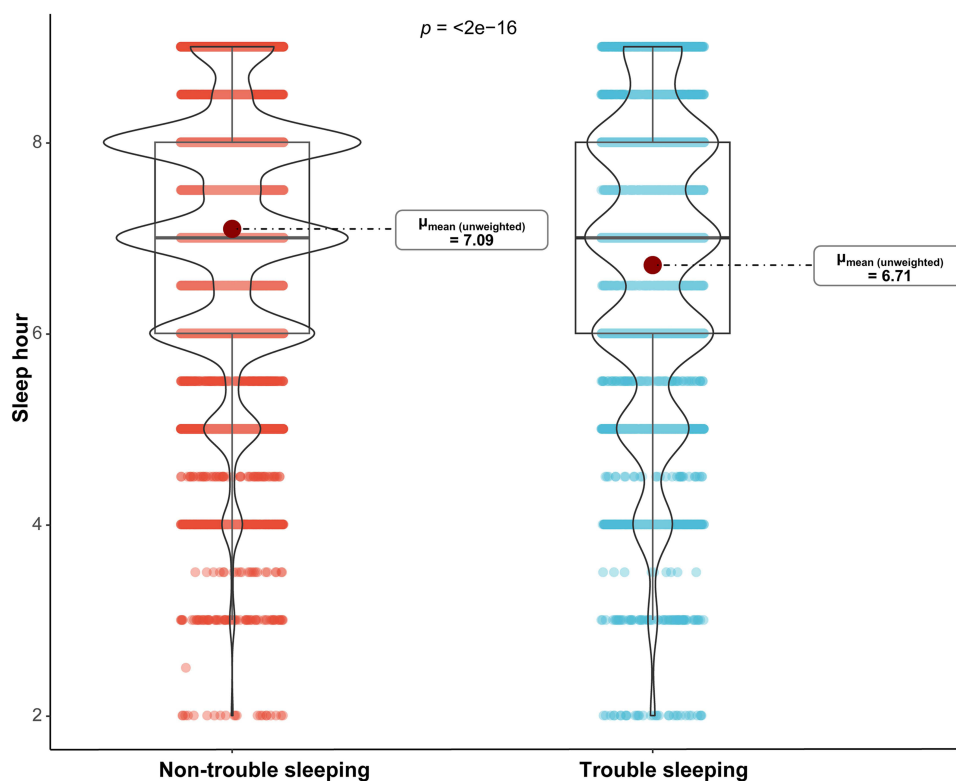 p = <2e−16
8
6
4
2
Sleep hour
μmean (unweighted)
= 7.09
μmean (unweighted)
= 6.71
Non-trouble sleeping
Trouble sleeping